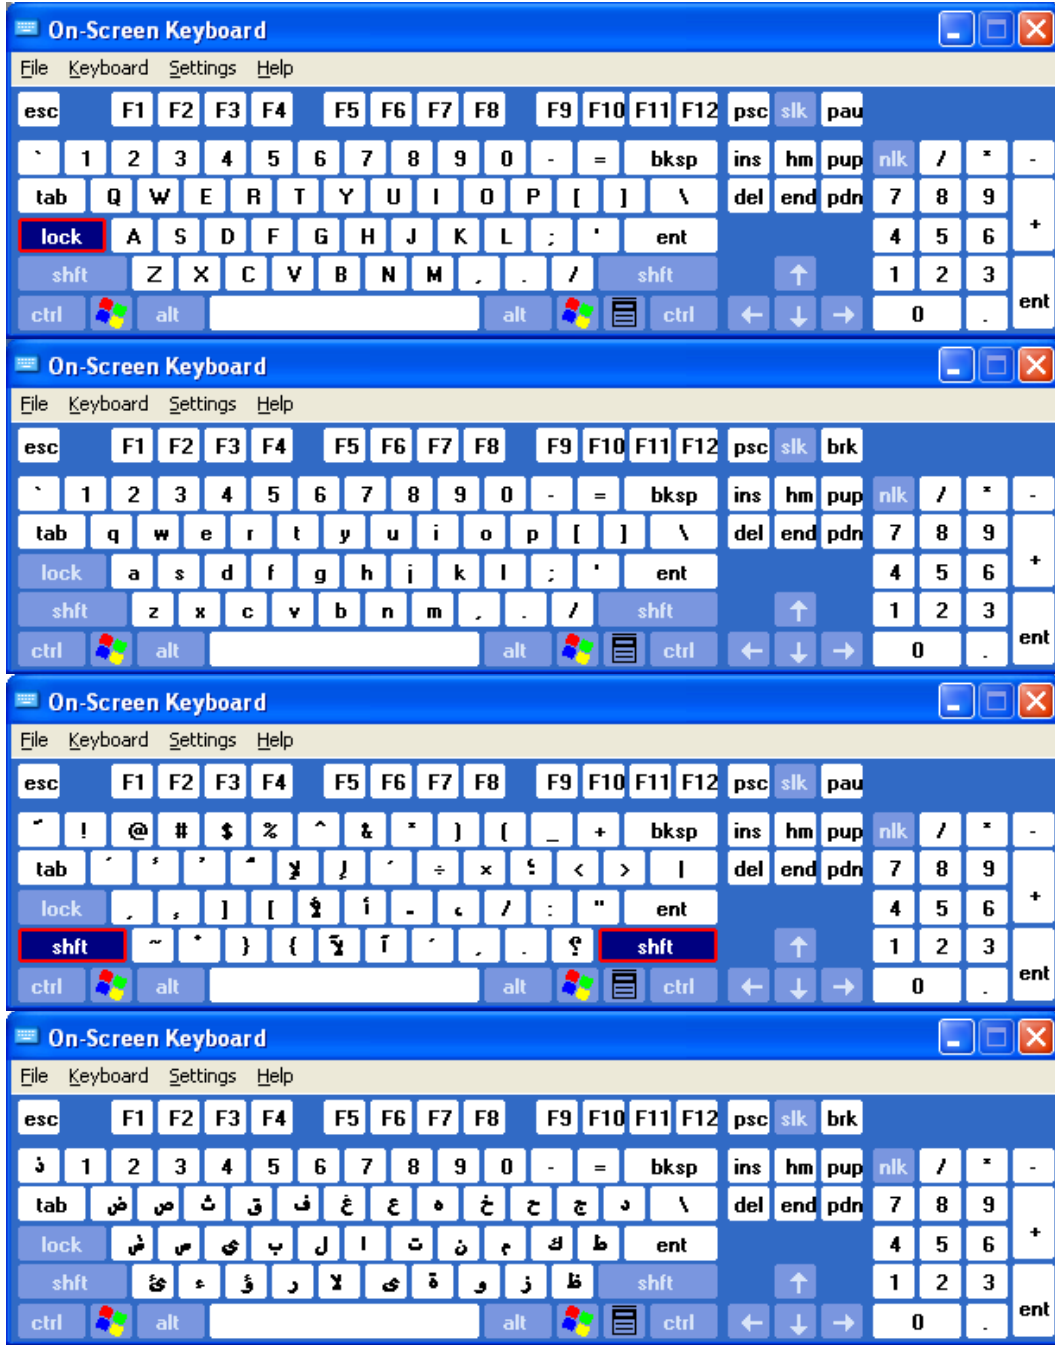 On-Screen Keyboard
File Keyboard Settings Help
esc F1 F2 F3 F4 F5 F6 F7 F8 F9 F10 F11 F12 psc slk pau
` 1 2 3 4 5 6 7 8 9 0 - = bksp ins hm pup nlk / * -
tab Q W E R T Y U I O P [ ] \ del end pdn 7 8 9 +
lock A S D F G H J K L ; ' ent 4 5 6
shft Z X C V B N M , . / shft ↑ 1 2 3 ent
ctrl alt alt ctrl ← ↓ → 0 .
On-Screen Keyboard
File Keyboard Settings Help
esc F1 F2 F3 F4 F5 F6 F7 F8 F9 F10 F11 F12 psc slk brk
` 1 2 3 4 5 6 7 8 9 0 - = bksp ins hm pup nlk / * -
tab q w e r t y u i o p [ ] \ del end pdn 7 8 9 +
lock a s d f g h j k l ; ' ent 4 5 6
shft z x c v b n m , . / shft ↑ 1 2 3 ent
ctrl alt alt ctrl ← ↓ → 0 .
On-Screen Keyboard
File Keyboard Settings Help
esc F1 F2 F3 F4 F5 F6 F7 F8 F9 F10 F11 F12 psc slk pau
! @ # $ % ^ & * ) ( _ + bksp ins hm pup nlk / * -
tab لإ إ ÷ × ؛ < > | del end pdn 7 8 9 +
lock ] [ لأ أ ـ ، / : " ent 4 5 6
shft ~ } { لآ آ , . ؟ shft ↑ 1 2 3 ent
ctrl alt alt ctrl ← ↓ → 0 .
On-Screen Keyboard
File Keyboard Settings Help
esc F1 F2 F3 F4 F5 F6 F7 F8 F9 F10 F11 F12 psc slk brk
ذ 1 2 3 4 5 6 7 8 9 0 - = bksp ins hm pup nlk / * -
tab ض ص ث ق ف غ ع ه خ ح ج د \ del end pdn 7 8 9 +
lock ش س ي ب ل ا ت ن م ك ط ent 4 5 6
shft ئ ء ؤ ر لا ى ة و ز ظ shft ↑ 1 2 3 ent
ctrl alt alt ctrl ← ↓ → 0 .